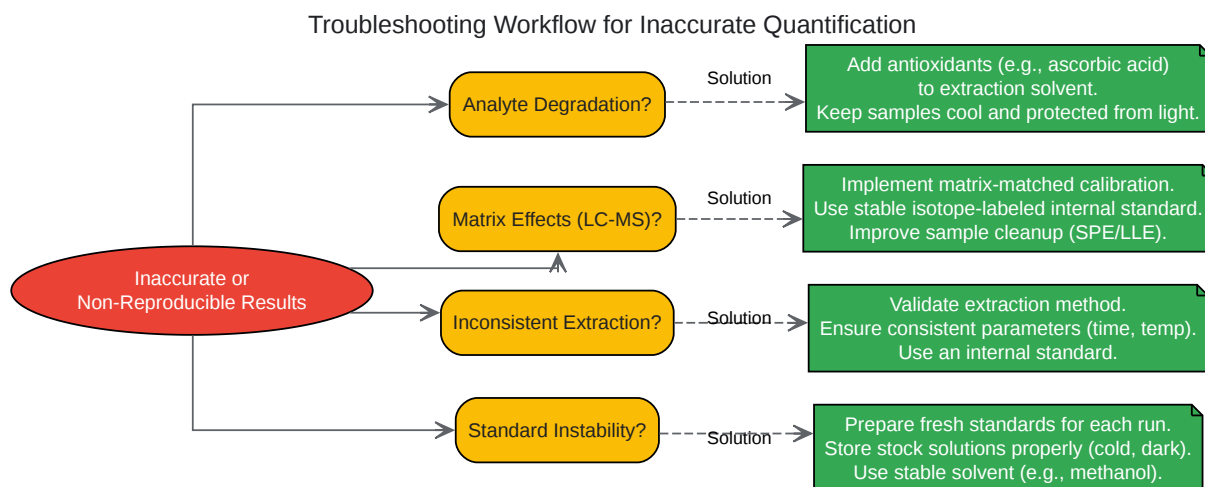 Troubleshooting Workflow for Inaccurate Quantification
Inaccurate or
Non-Reproducible Results
Analyte Degradation?
Solution
Add antioxidants (e.g., ascorbic acid)
to extraction solvent.
Keep samples cool and protected from light.
Matrix Effects (LC-MS)?
Solution
Implement matrix-matched calibration.
Use stable isotope-labeled internal standard.
Improve sample cleanup (SPE/LLE).
Inconsistent Extraction?
Solution
Validate extraction method.
Ensure consistent parameters (time, temp).
Use an internal standard.
Standard Instability?
Solution
Prepare fresh standards for each run.
Store stock solutions properly (cold, dark).
Use stable solvent (e.g., methanol).